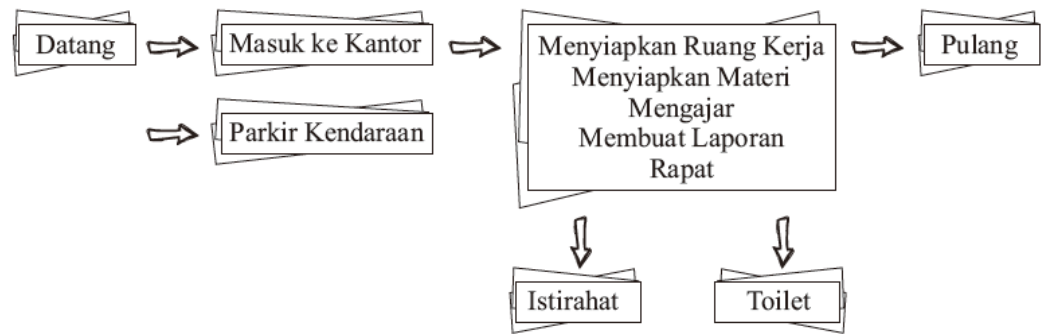 Datang
Masuk ke Kantor
Parkir Kendaraan
Menyiapkan Ruang Kerja
Menyiapkan Materi
Mengajar
Membuat Laporan
Rapat
Pulang
Istirahat
Toilet